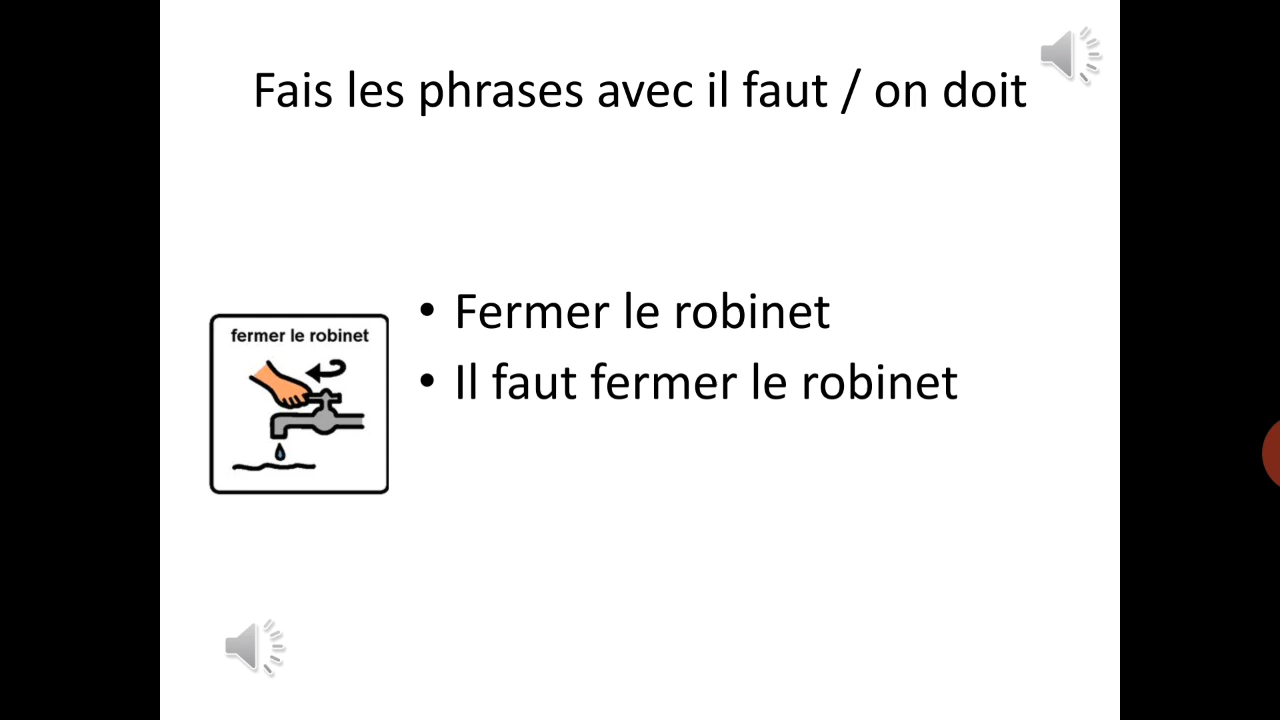 Fais les phrases avec il faut / on doit
fermer le robinet
• Fermer le robinet
• Il faut fermer le robinet